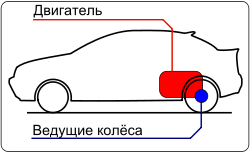 Двигатель
Ведущие колёса